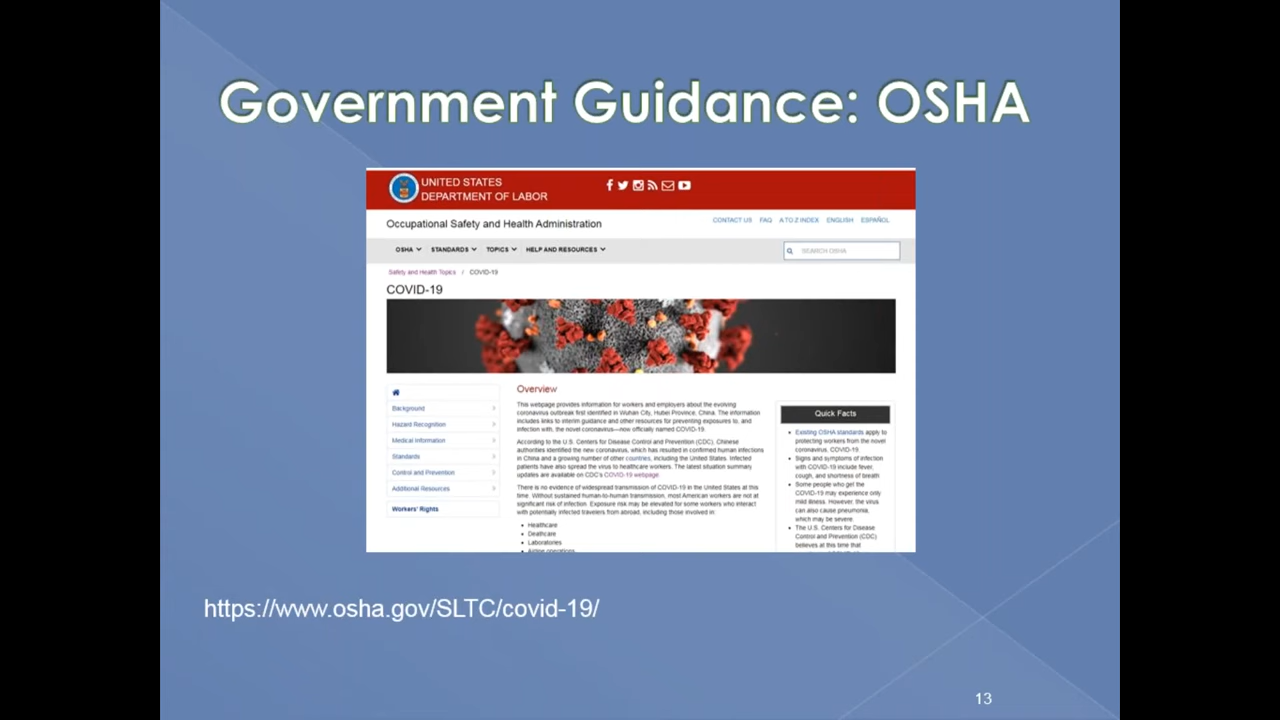 Government Guidance: OSHA
UNITED STATES
DEPARTMENT OF LABOR
Occupational Safety and Health Administration
CONTACT US FAQ A TO Z INDEX ENGLISH ESPAÑOL
OSHA STANDARDS TOPICS HELP AND RESOURCES
SEARCH OSHA
Safety and Health Topics / COVID-19
COVID-19
Background
Hazard Recognition
Medical Information
Standards
Control and Prevention
Additional Resources
Workers' Rights
Overview
This webpage provides information for workers and employers about the evolving
coronavirus outbreak first identified in Wuhan City, Hubei Province, China. The information
includes links to interim guidance and other resources for preventing exposures to, and
infection with, the novel coronavirus—now officially named COVID-19.
According to the U.S. Centers for Disease Control and Prevention (CDC), Chinese
authorities identified the new coronavirus, which has resulted in confirmed human infections
in China and a growing number of other countries, including the United States. Infected
patients have also spread the virus to healthcare workers. The latest situation summary
updates are available on CDC's COVID-19 webpage.
There is no evidence of widespread transmission of COVID-19 in the United States at this
time. Without sustained human-to-human transmission, most American workers are not at
significant risk of infection. Exposure risk may be elevated for some workers who interact
with potentially infected travelers from abroad, including those involved in:
• Healthcare
• Deathcare
• Laboratories
• Airline operations
Quick Facts
• Existing OSHA standards apply to
protecting workers from the novel
coronavirus, COVID-19.
• Signs and symptoms of infection
with COVID-19 include fever,
cough, and shortness of breath
• Some people who get the
COVID-19 may experience only
mild illness. However, the virus
can also cause pneumonia,
which may be severe.
• The U.S. Centers for Disease
Control and Prevention (CDC)
believes at this time that
https://www.osha.gov/SLTC/covid-19/
13